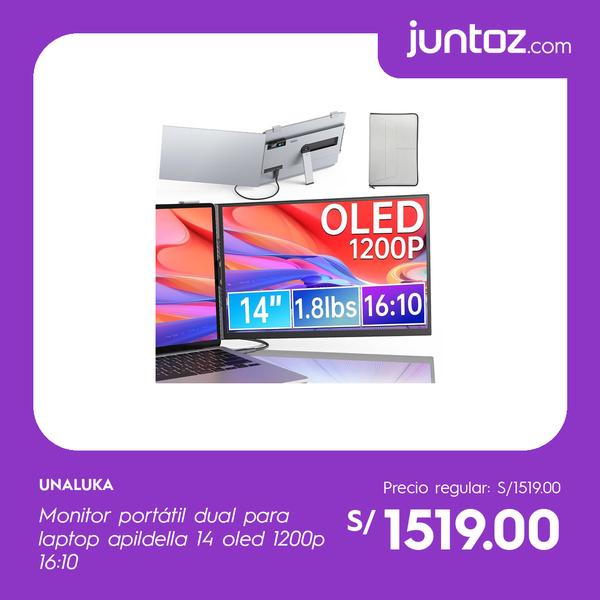 juntoz.com
OLED
1200P
14” 1.8lbs 16:10
UNALUKA
Monitor portátil dual para
laptop apildella 14 oled 1200p
16:10
Precio regular: S/1519.00
S/ 1519.00